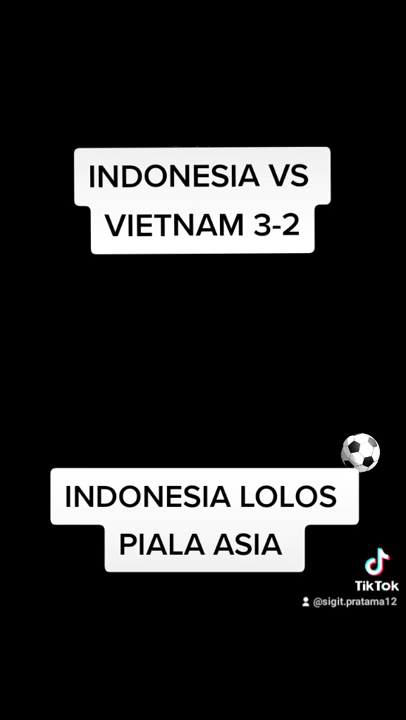 INDONESIA VS
VIETNAM 3-2
INDONESIA LOLOS
PIALA ASIA
TikTok
@sigit.pratama12